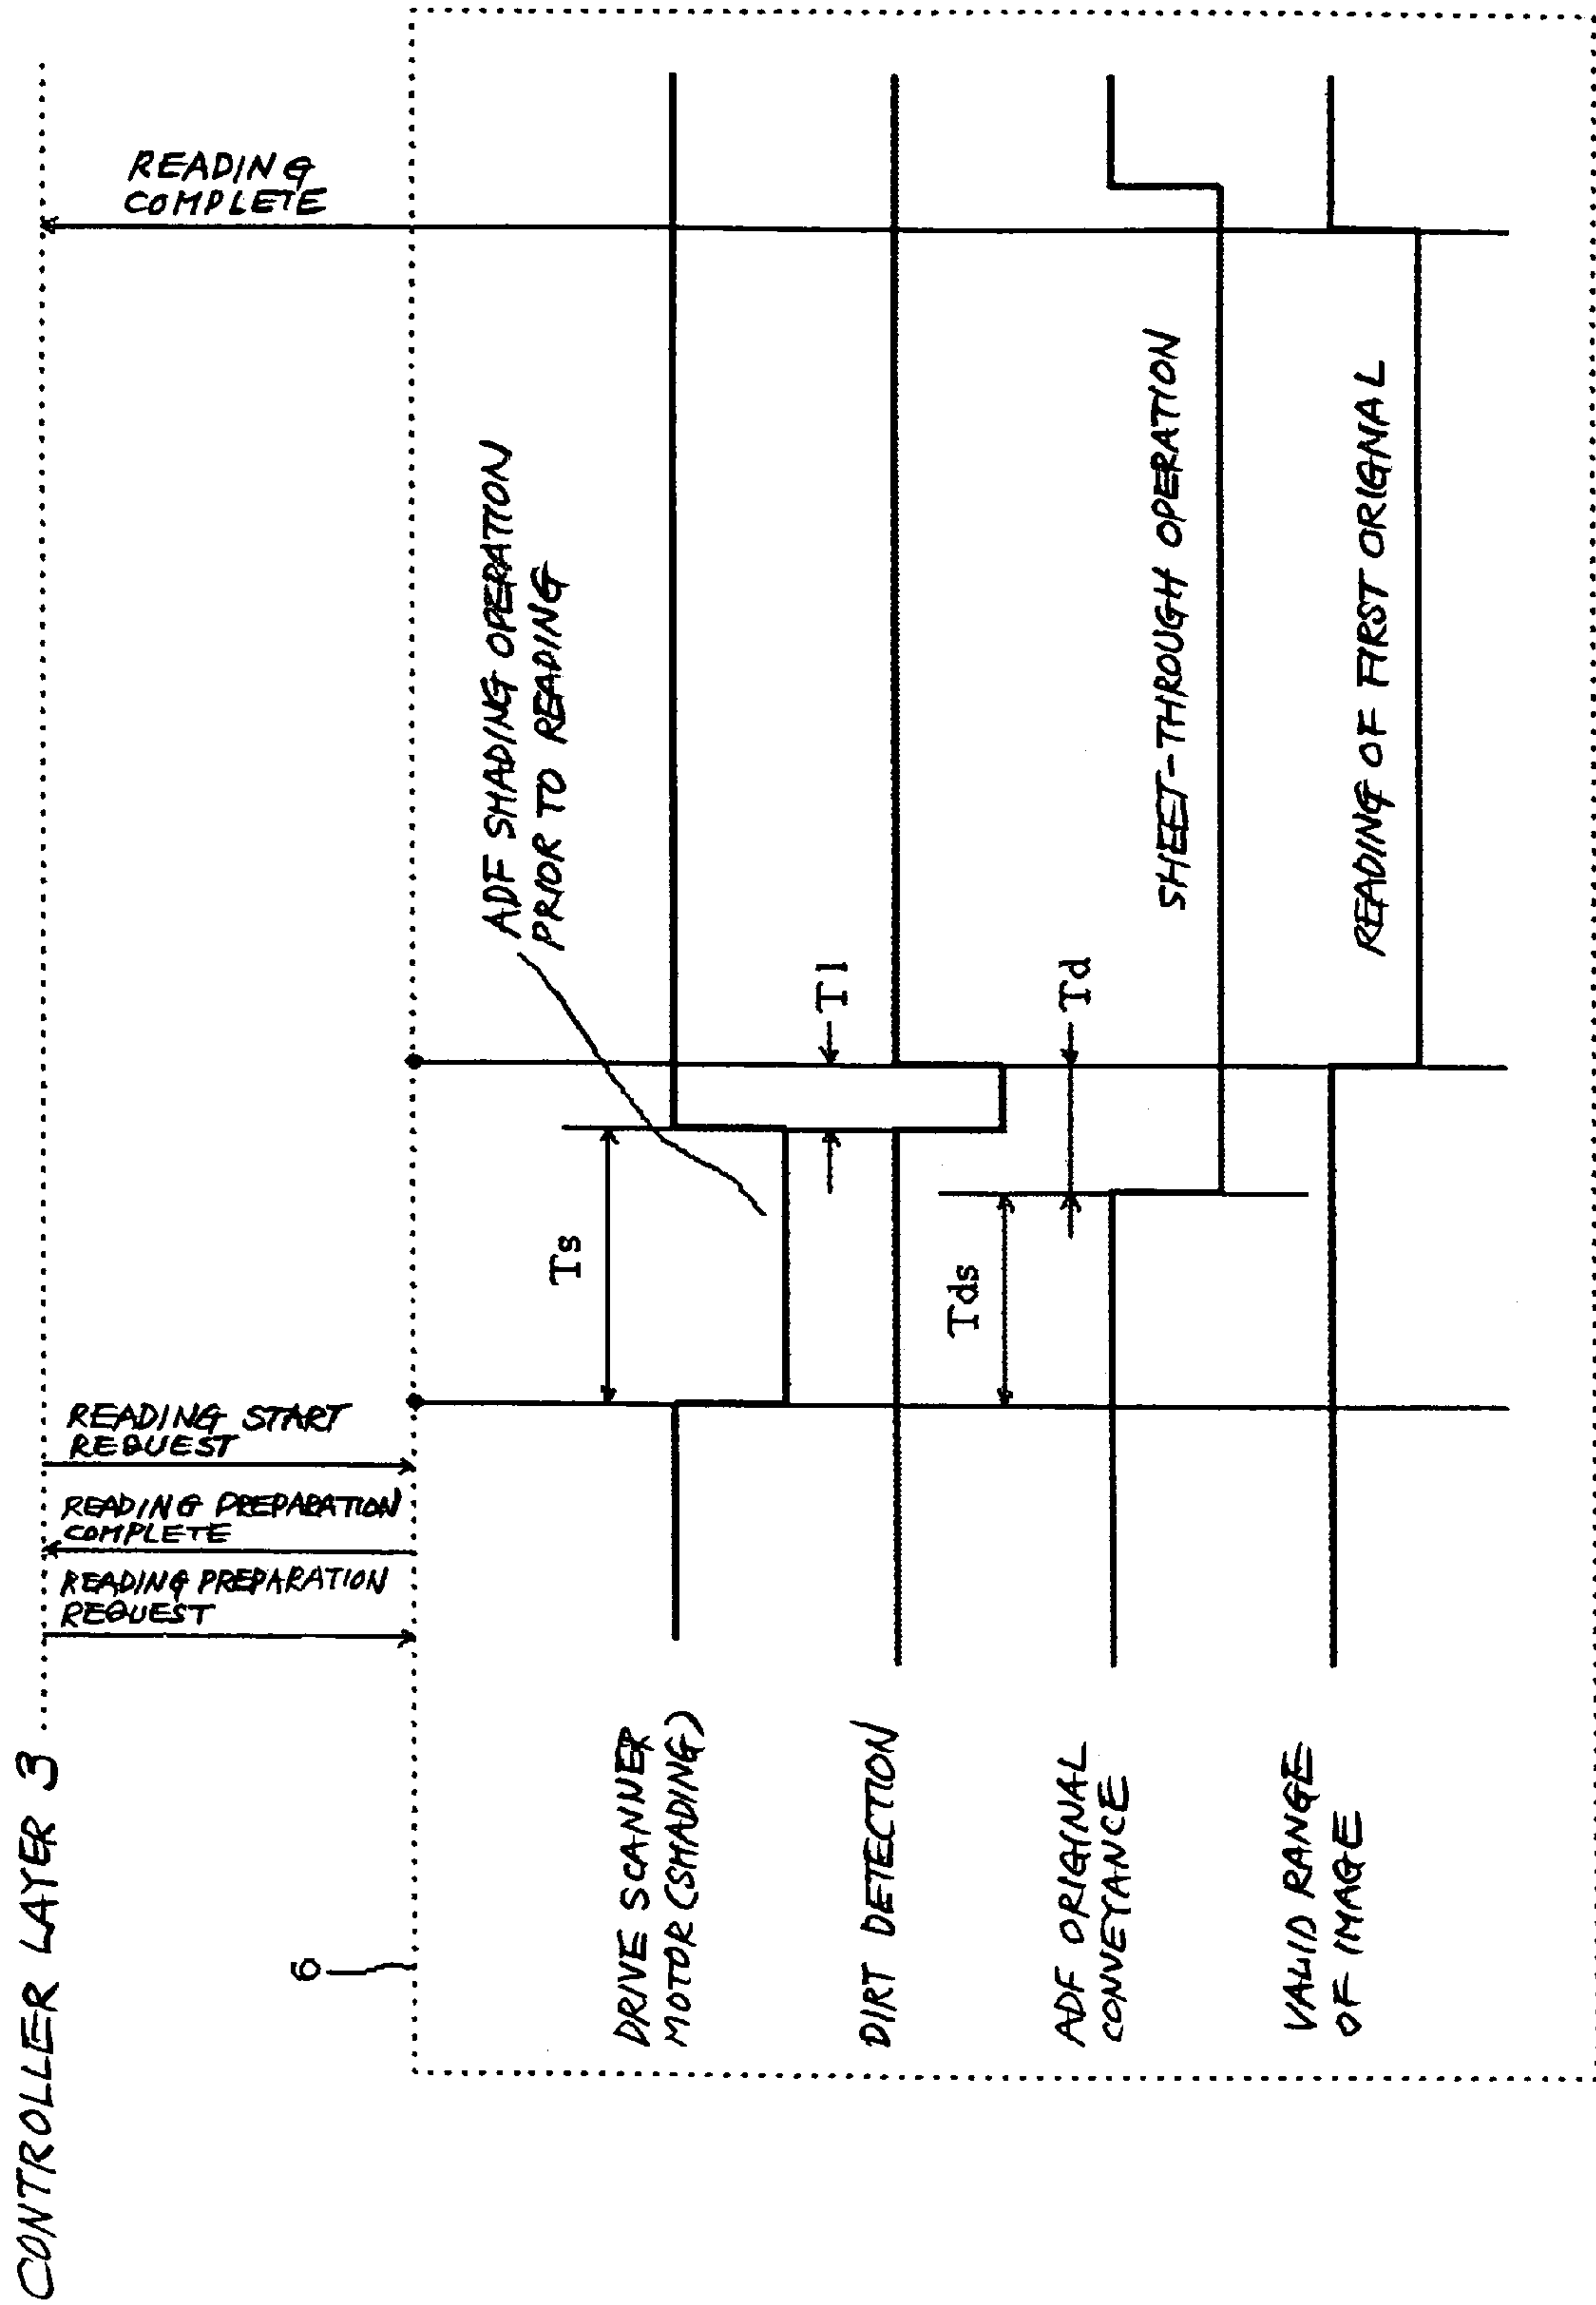 CONTROLLER LAYER 3
READING PREPARATION
REQUEST
READING PREPARATION
COMPLETE
READING START
REQUEST
READING
COMPLETE
6
DRIVE SCANNER
MOTOR (SHADING)
Ts
ADF SHADING OPERATION
PRIOR TO READING
DIRT DETECTION
Tl
ADF ORIGINAL
CONVEYANCE
Tds
Td
SHEET-THROUGH OPERATION
VALID RANGE
OF IMAGE
READING OF FIRST ORIGNAL